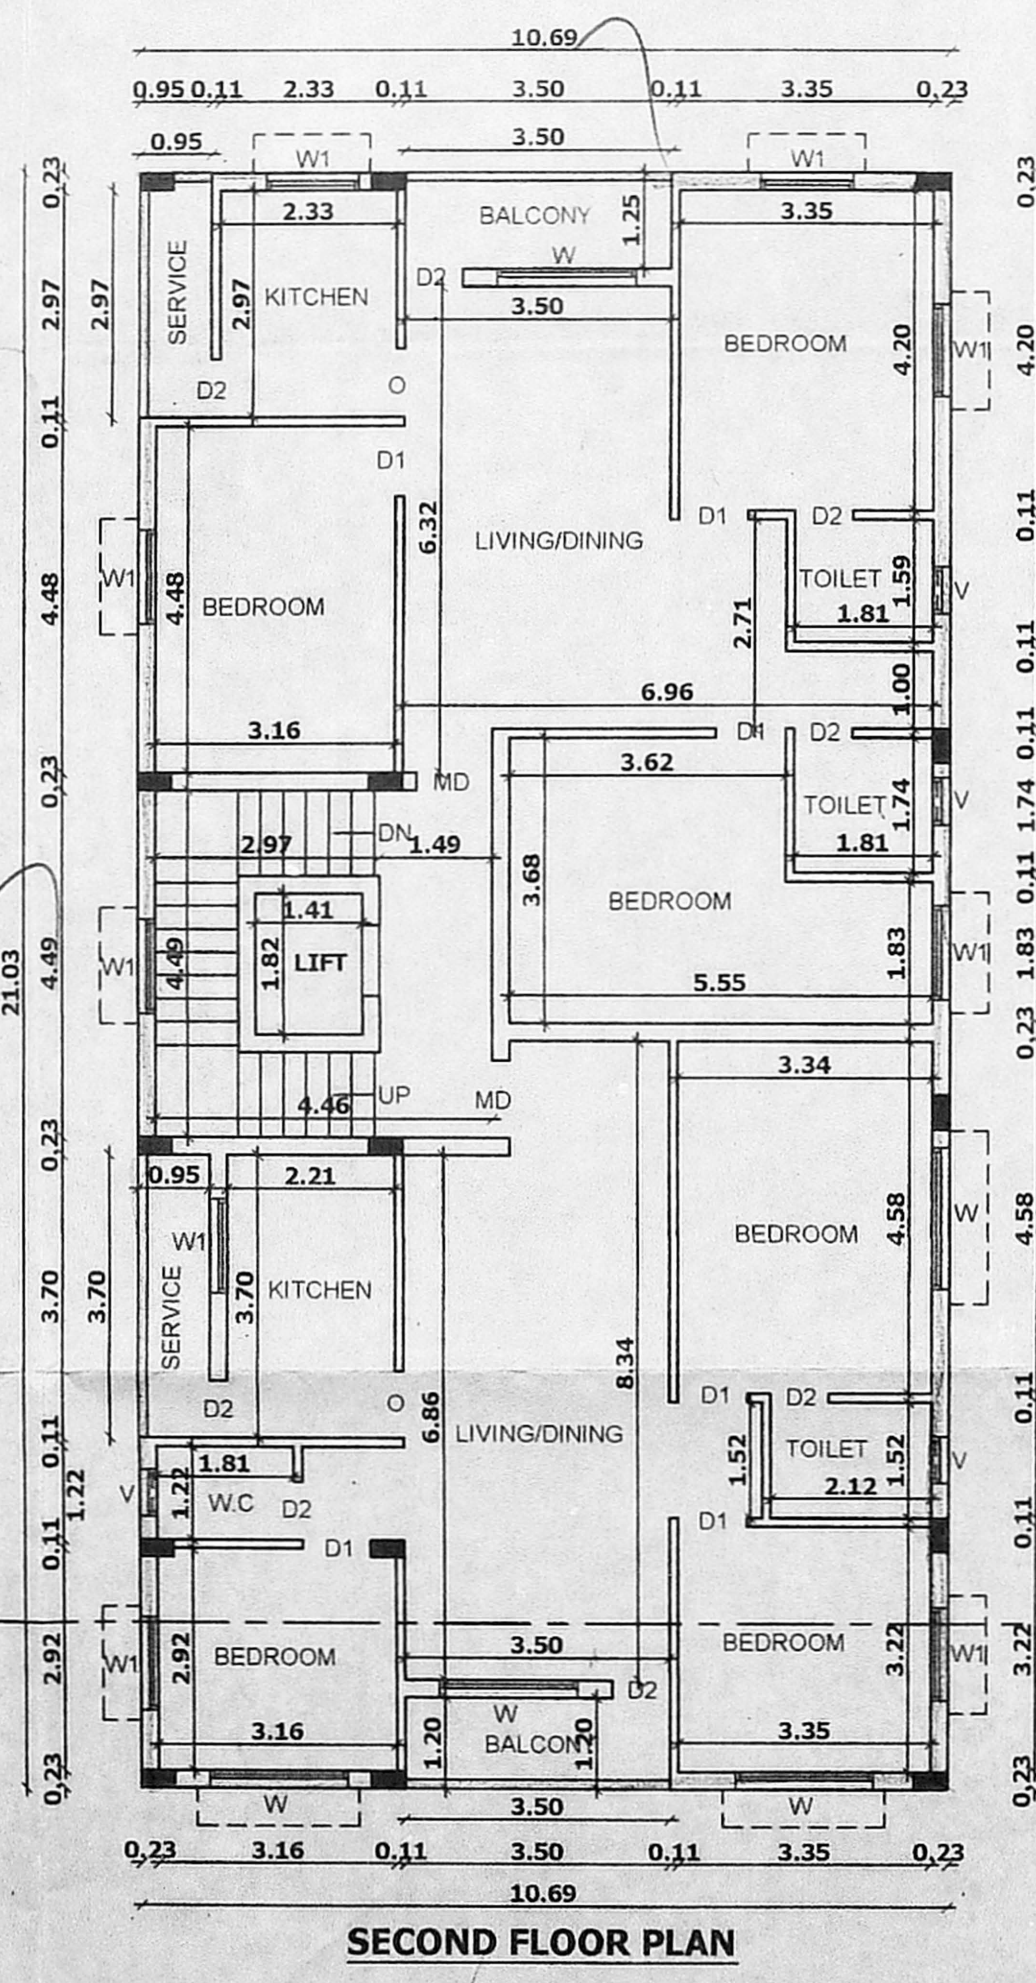 10.69
0.95 0.11 2.33 0.11 3.50 0.11 3.35 0.23
0.95 3.50
W1 W1
0.23 0.23
2.33 BALCONY 1.25 3.35
SERVICE W
2.97 2.97 2.97 KITCHEN D2 3.50 BEDROOM 4.20 W1 4.20
D2 O
0.11 D1
6.32 D1 D2 0.11
LIVING/DINING
W1 4.48 4.48 BEDROOM TOILET 1.59 V
1.81
2.71 0.11
6.96 1.00
3.16 D1 D2 0.11
0.23 MD 3.62
TOILET 1.74 V 1.74
DN
2.97 1.49 1.81
3.68 0.11
1.41 BEDROOM
21.03 4.49 W1 4.49 1.82 LIFT 1.83 W1 1.83
5.55
0.23
3.34
UP
4.46 MD
0.23
0.95 2.21
W1 BEDROOM 4.58 W 4.58
3.70 3.70 SERVICE 3.70 KITCHEN
8.34
D2 O 6.86 D1 D2 0.11
0.11 LIVING/DINING TOILET
1.81 1.52 1.52 V
1.22 V 1.22 W.C D2 2.12
D1 0.11
0.11 D1
2.92 W1 2.92 BEDROOM 3.50 BEDROOM 3.22 W1 3.22
D2
W
3.16 1.20 BALCON 1.20 3.35
0.23 0.23
W 3.50 W
0.23 3.16 0.11 3.50 0.11 3.35 0.23
10.69
SECOND FLOOR PLAN